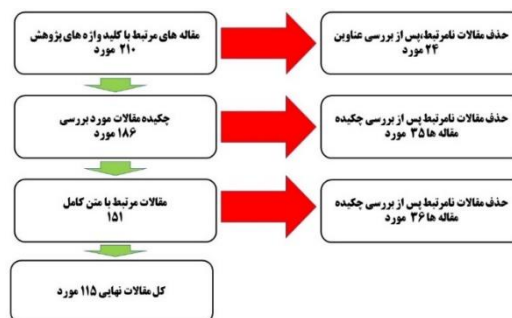 مقاله های مرتبط با کلید واژه های پژوهش
۲۱۰ مورد
حذف مقالات نامرتبط،پس از بررسی عناوین
۲۴ مورد
چکیده مقالات مورد بررسی
۱۸۶ مورد
حذف مقالات نامرتبط پس از بررسی چکیده
مقاله ها ۳۵ مورد
مقالات مرتبط با متن کامل
۱۵۱
حذف مقالات نامرتبط پس از بررسی چکیده
مقاله ها ۳۶ مورد
کل مقالات نهایی ۱۱۵ مورد